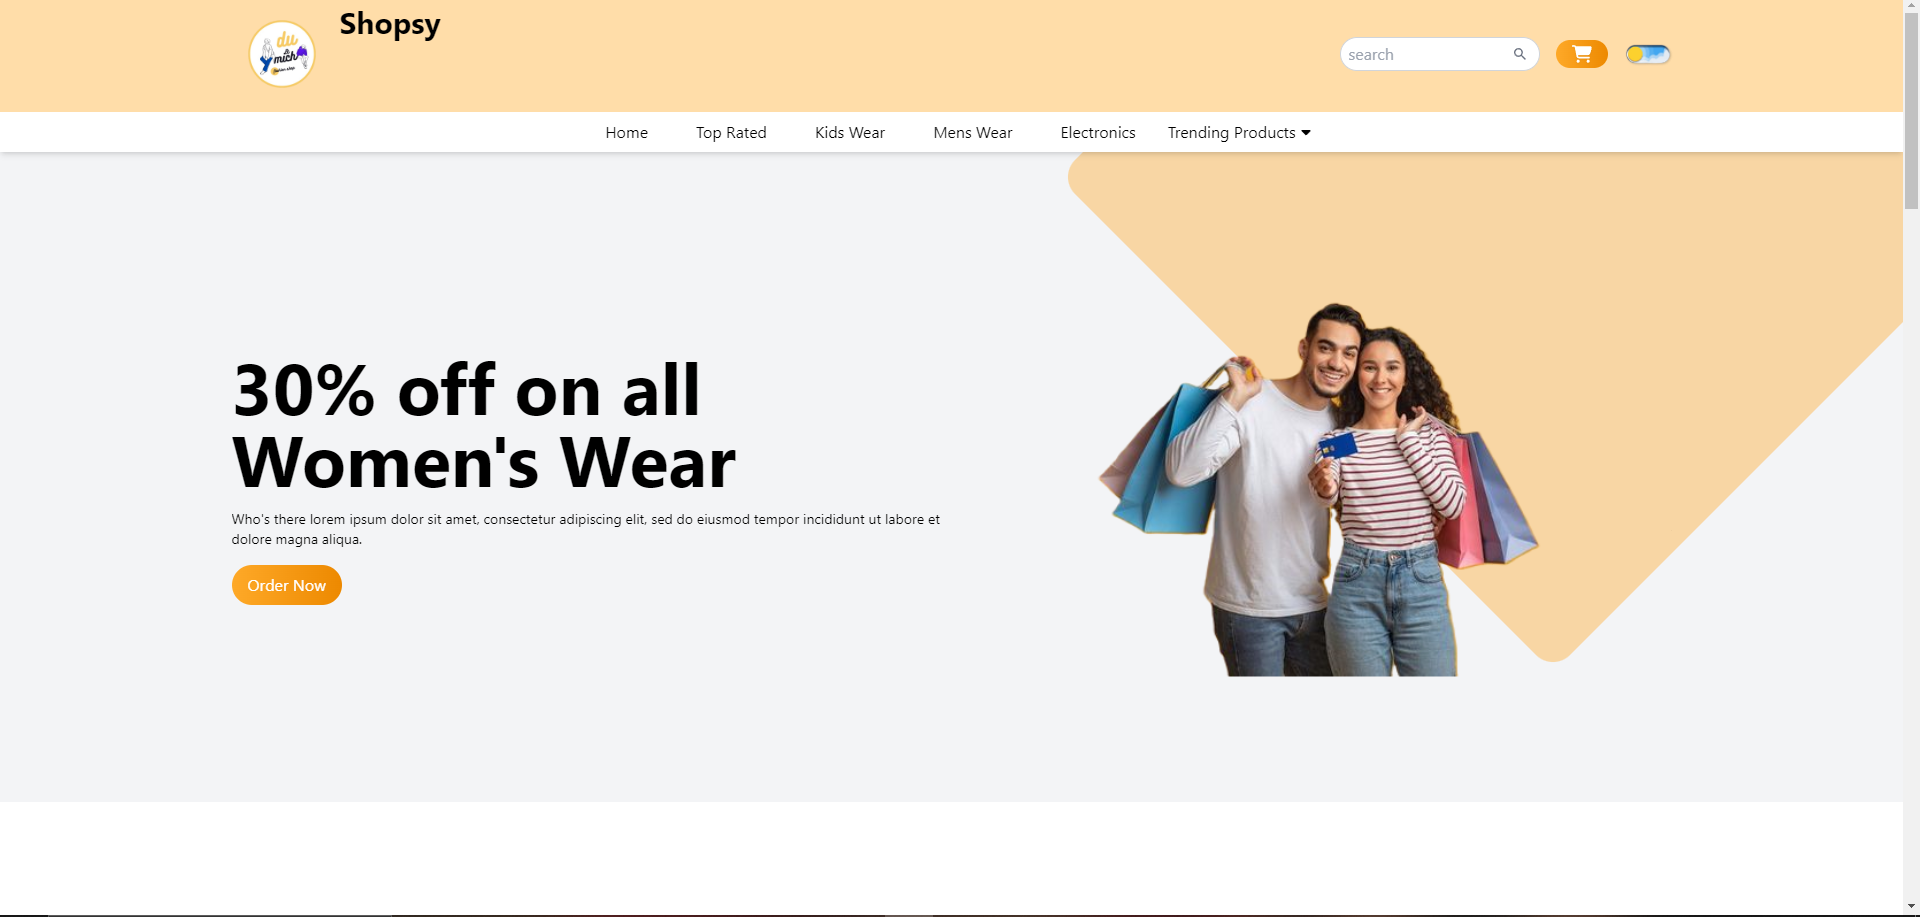 du
mich
Shopsy
search
Home
Top Rated
Kids Wear
Mens Wear
Electronics
Trending Products
30% off on all
Women's Wear
Who's there lorem ipsum dolor sit amet, consectetur adipiscing elit, sed do eiusmod tempor incididunt ut labore et
dolore magna aliqua.
Order Now